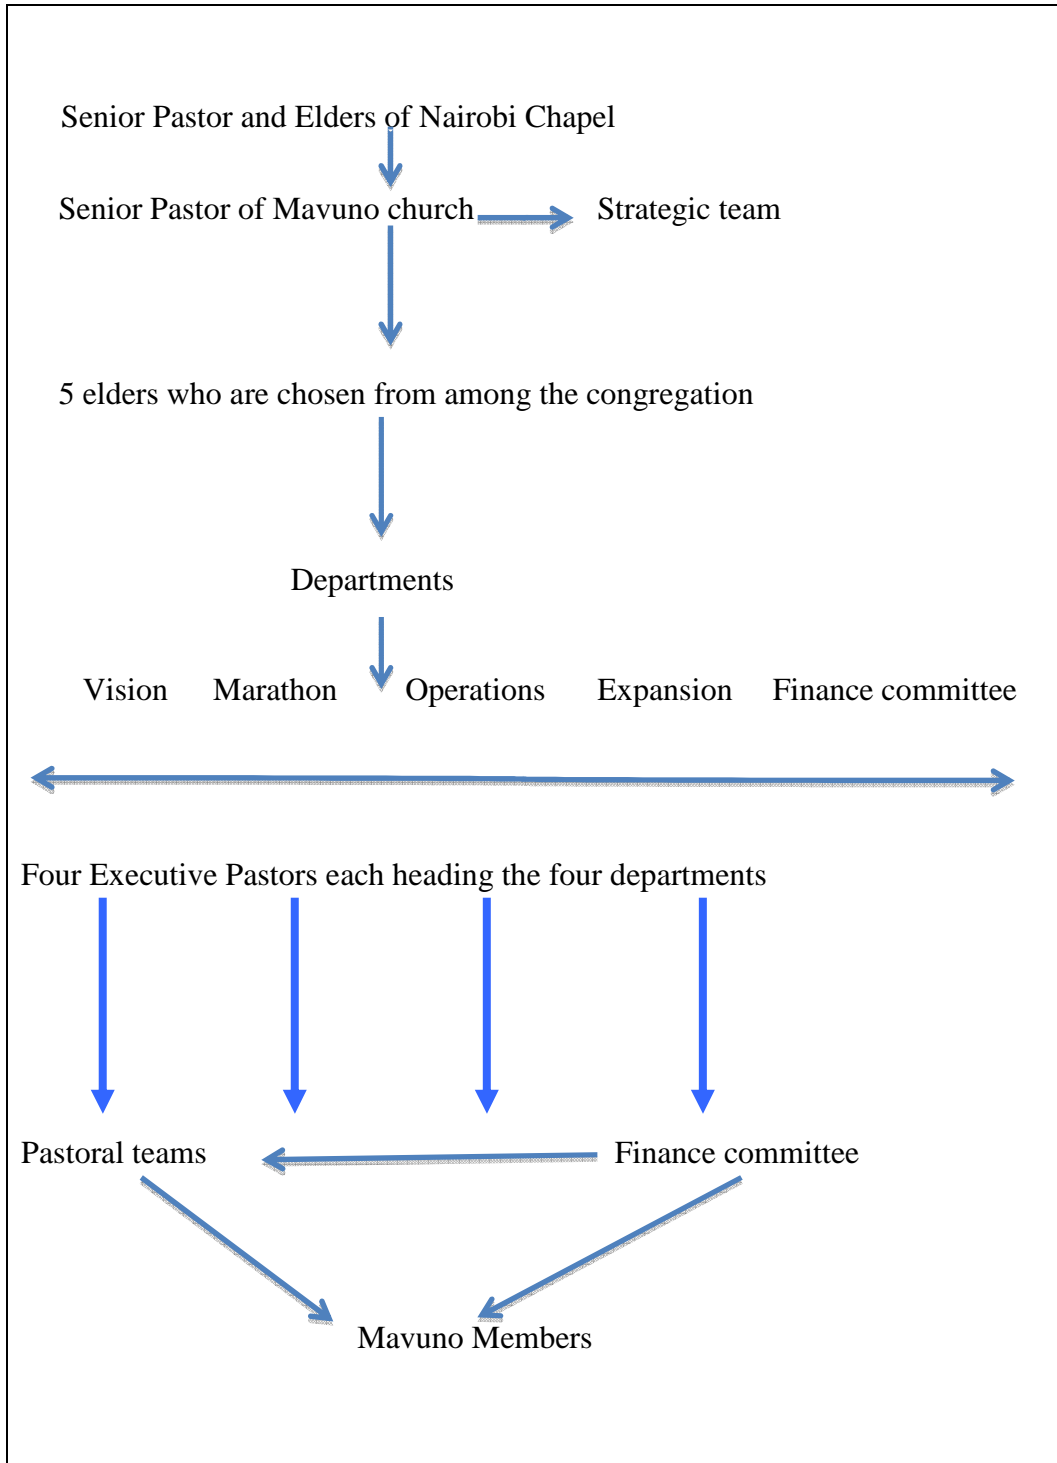 Senior Pastor and Elders of Nairobi Chapel
Senior Pastor of Mavuno church Strategic team
5 elders who are chosen from among the congregation
Departments
Vision Marathon Operations Expansion Finance committee
Four Executive Pastors each heading the four departments
Pastoral teams Finance committee
Mavuno Members